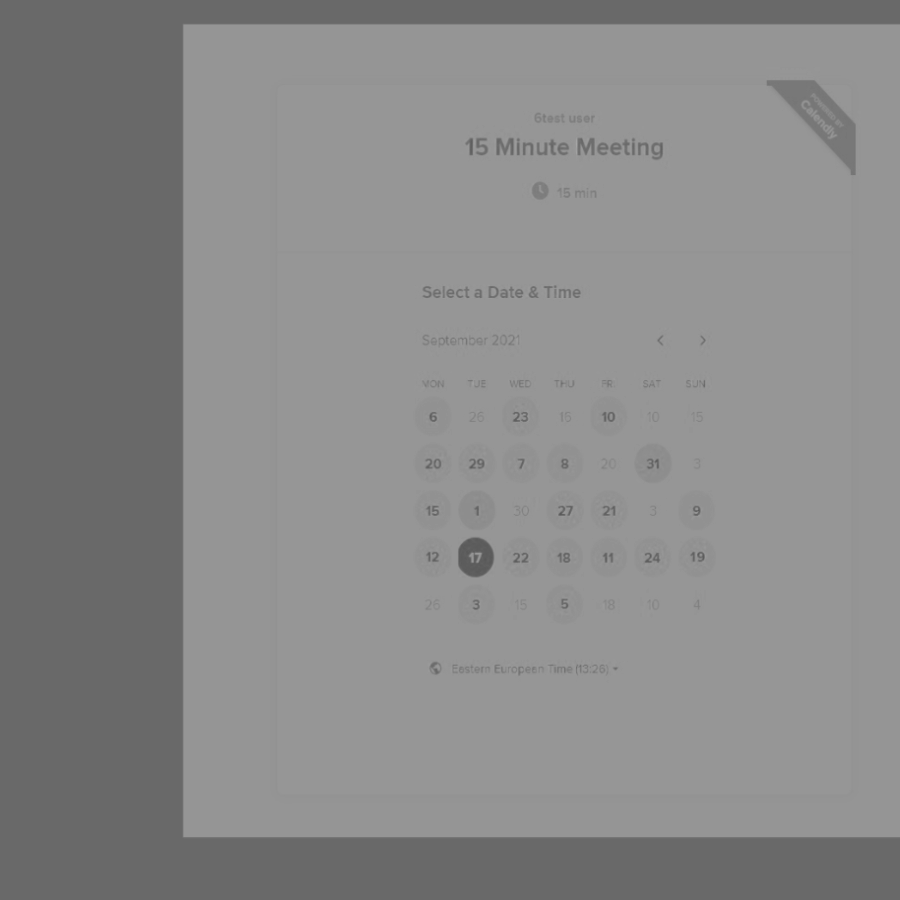 POWERED BY
Calendly
6test user
15 Minute Meeting
15 min
Select a Date & Time
September 2021
MON TUE WED THU FRI SAT SUN
6 26 23 15 10 10 15
20 29 7 8 20 31 3
15 1 30 27 21 3 9
12 17 22 18 11 24 19
26 3 15 5 18 10 4
Eastern European Time (13:26)